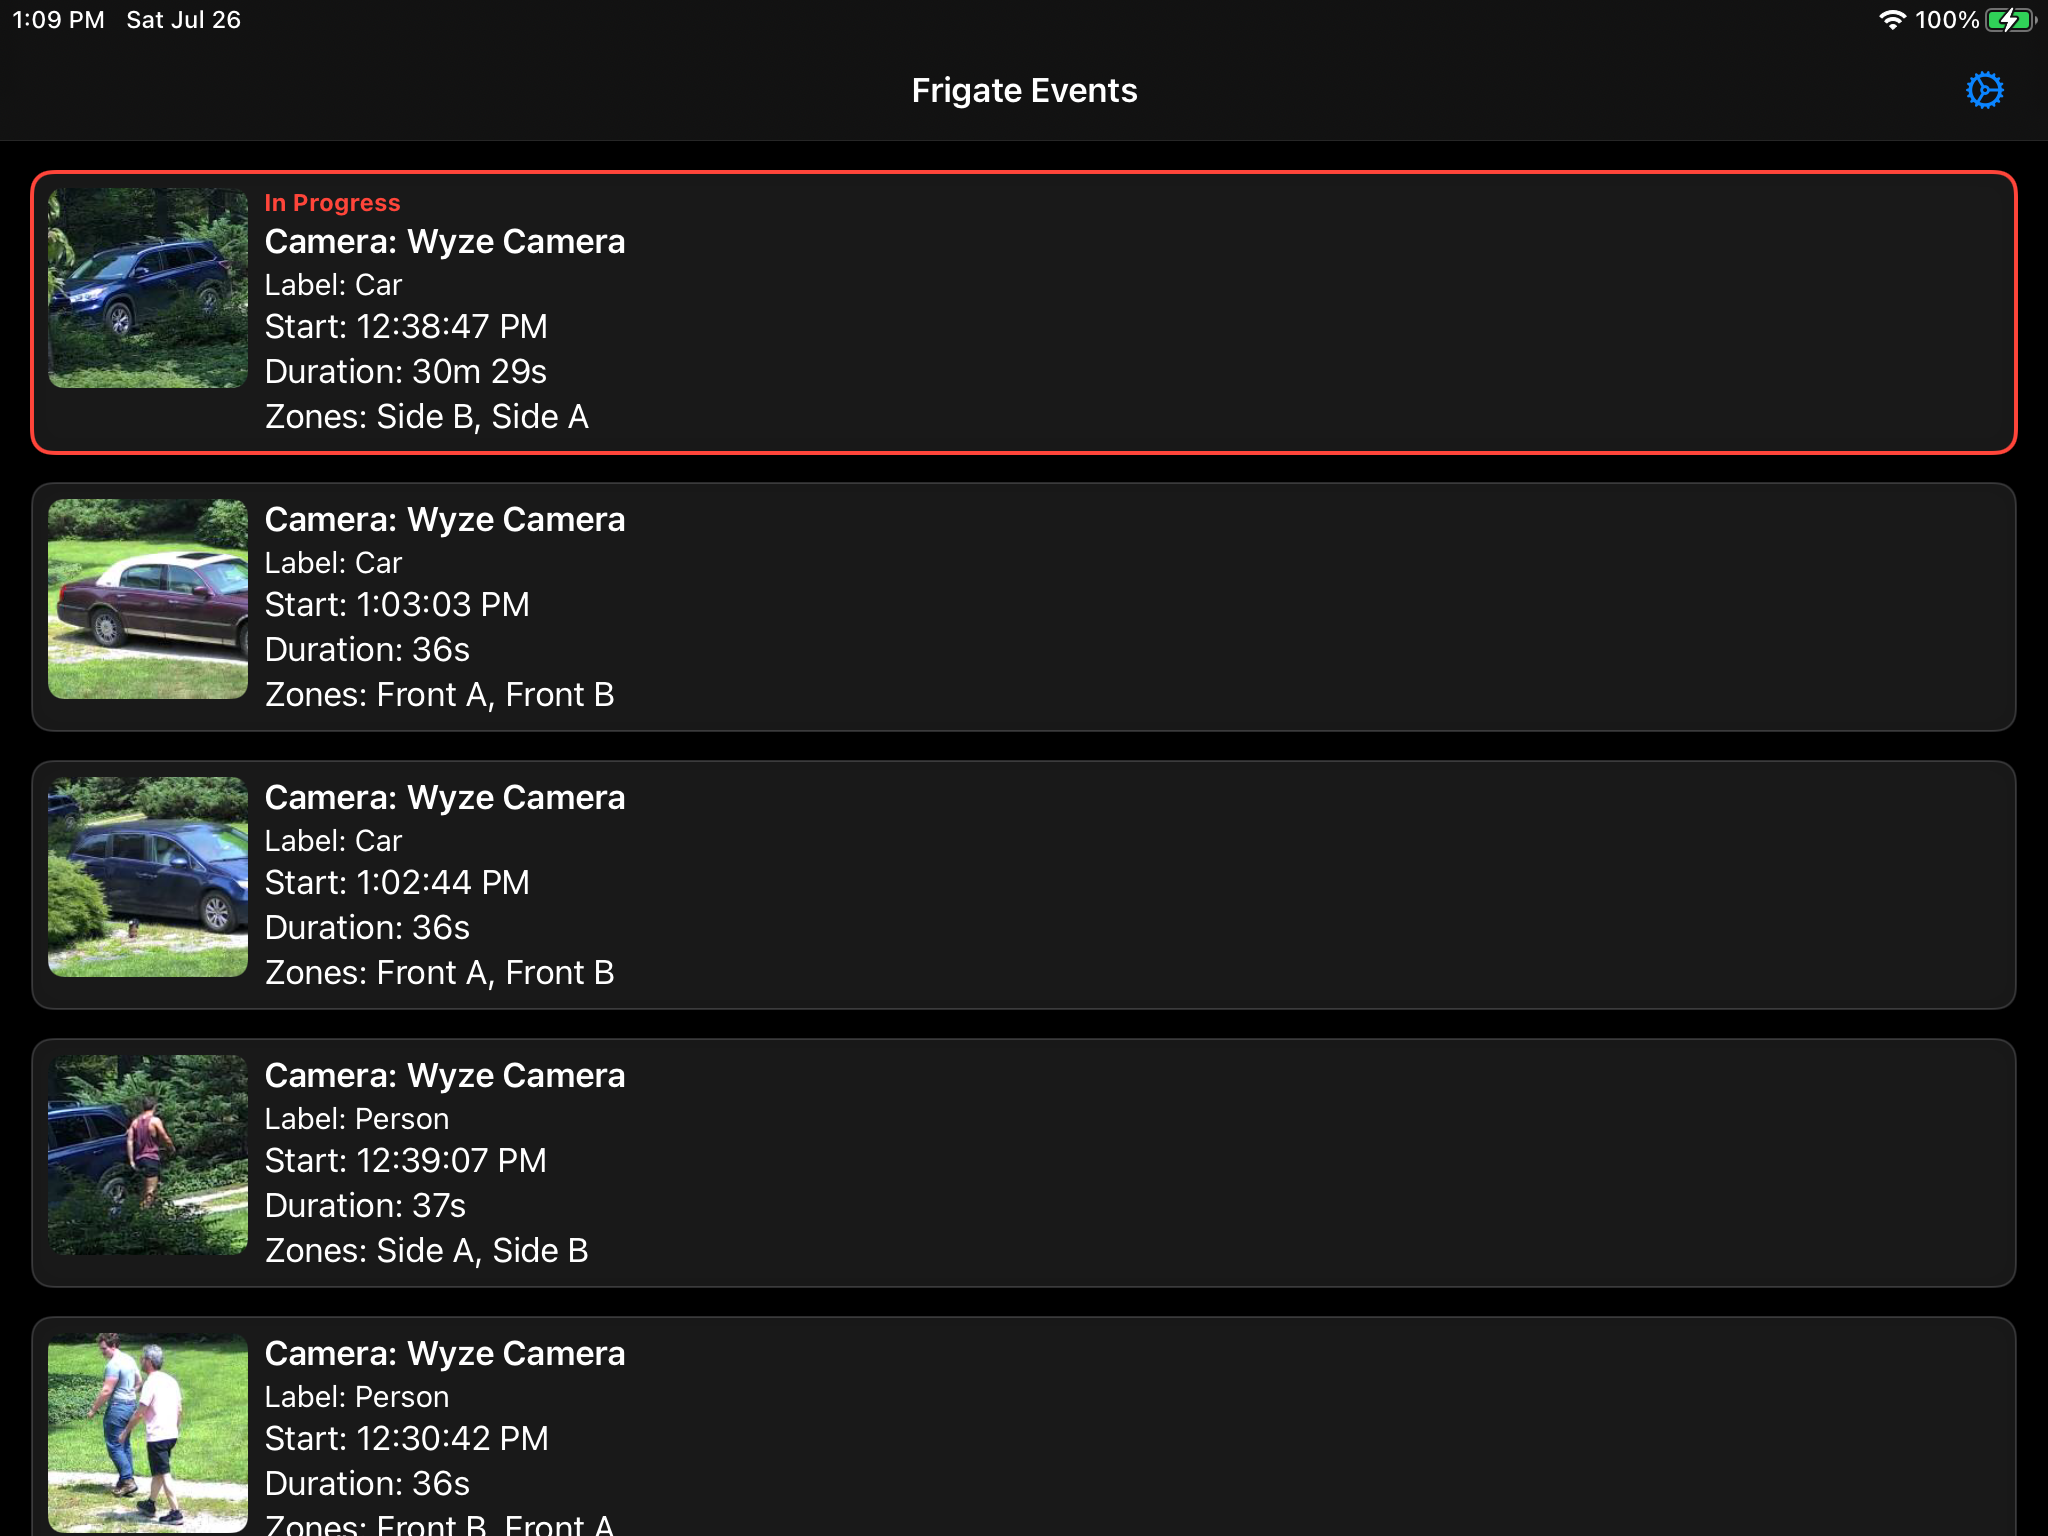 1:09 PM Sat Jul 26 100%
Frigate Events
In Progress
Camera: Wyze Camera
Label: Car
Start: 12:38:47 PM
Duration: 30m 29s
Zones: Side B, Side A
Camera: Wyze Camera
Label: Car
Start: 1:03:03 PM
Duration: 36s
Zones: Front A, Front B
Camera: Wyze Camera
Label: Car
Start: 1:02:44 PM
Duration: 36s
Zones: Front A, Front B
Camera: Wyze Camera
Label: Person
Start: 12:39:07 PM
Duration: 37s
Zones: Side A, Side B
Camera: Wyze Camera
Label: Person
Start: 12:30:42 PM
Duration: 36s
Zones: Front B, Front A